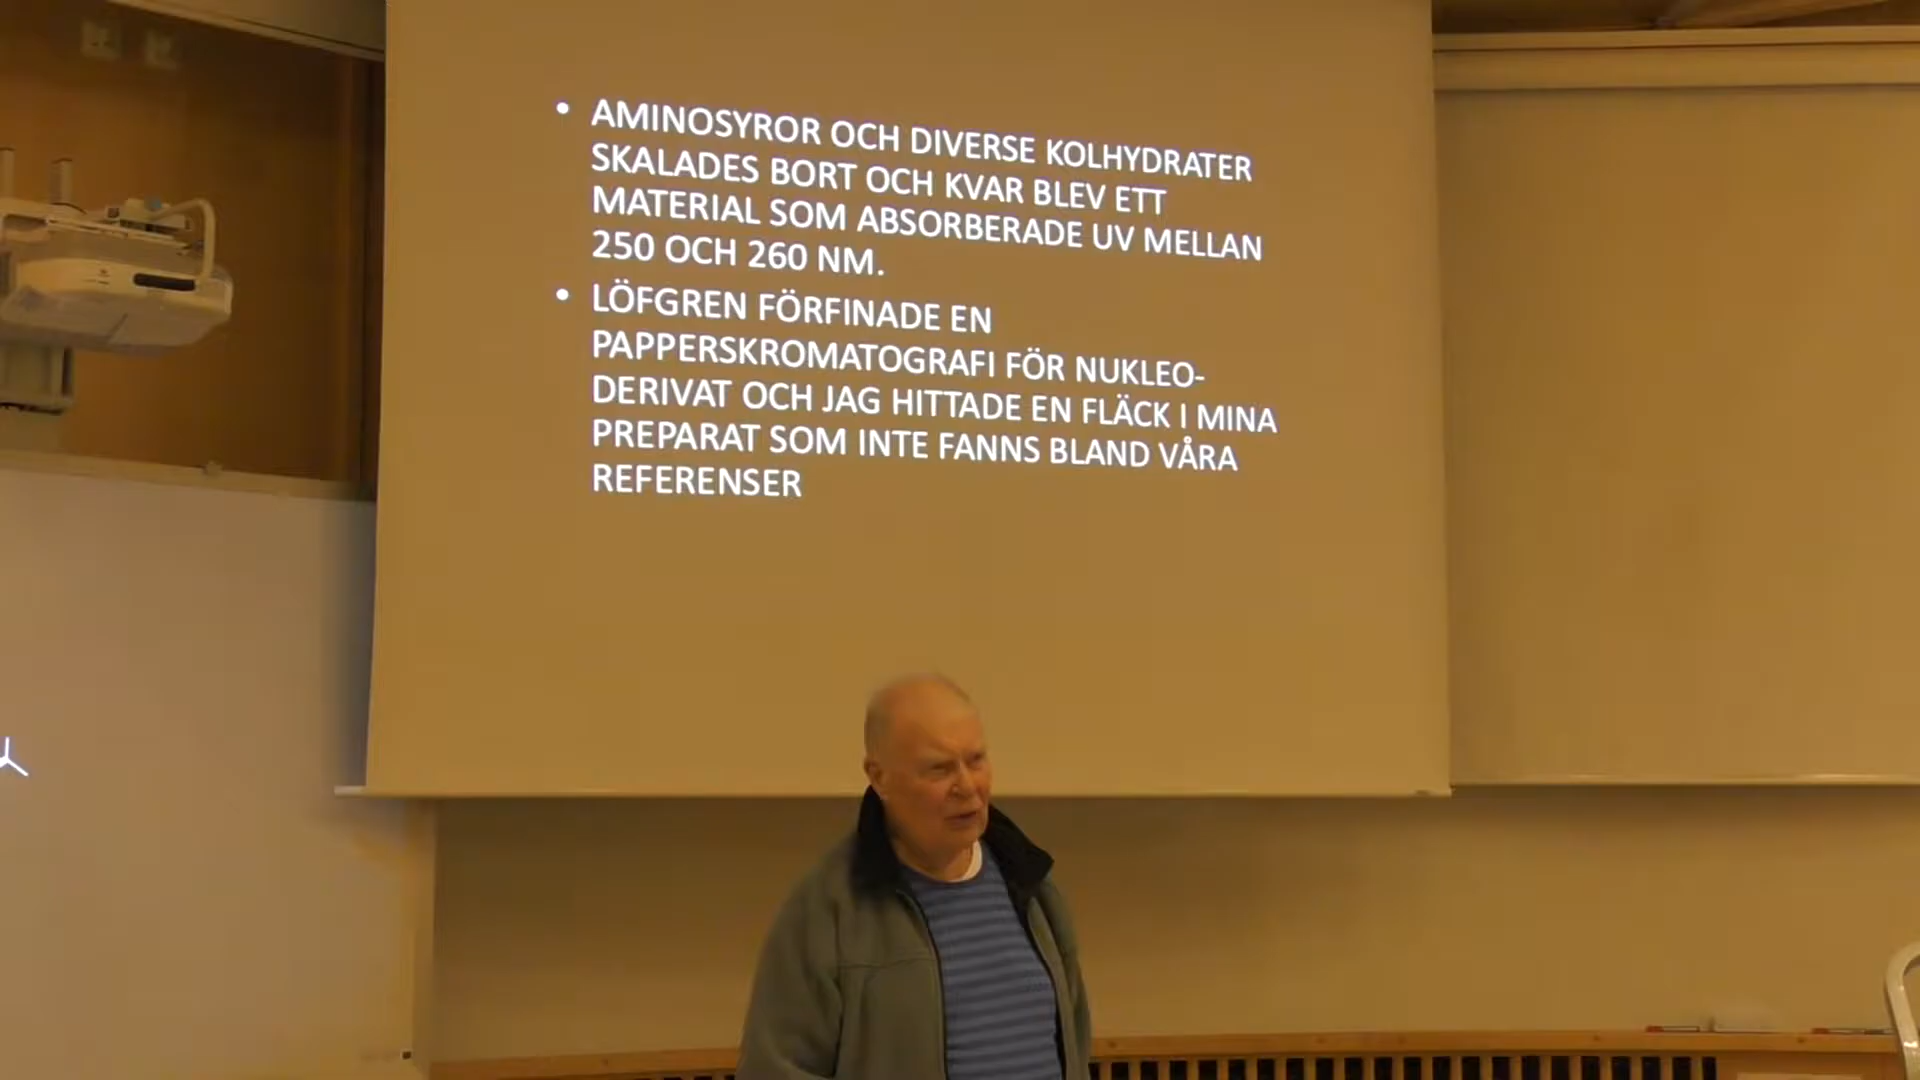 • AMINOSYROR OCH DIVERSE KOLHYDRATER
SKALADES BORT OCH KVAR BLEV ETT
MATERIAL SOM ABSORBERADE UV MELLAN
250 OCH 260 NM.
• LÖFGREN FÖRFINADE EN
PAPPERSKROMATOGRAFI FÖR NUKLEO-
DERIVAT OCH JAG HITTADE EN FLÄCK I MINA
PREPARAT SOM INTE FANNS BLAND VÅRA
REFERENSER